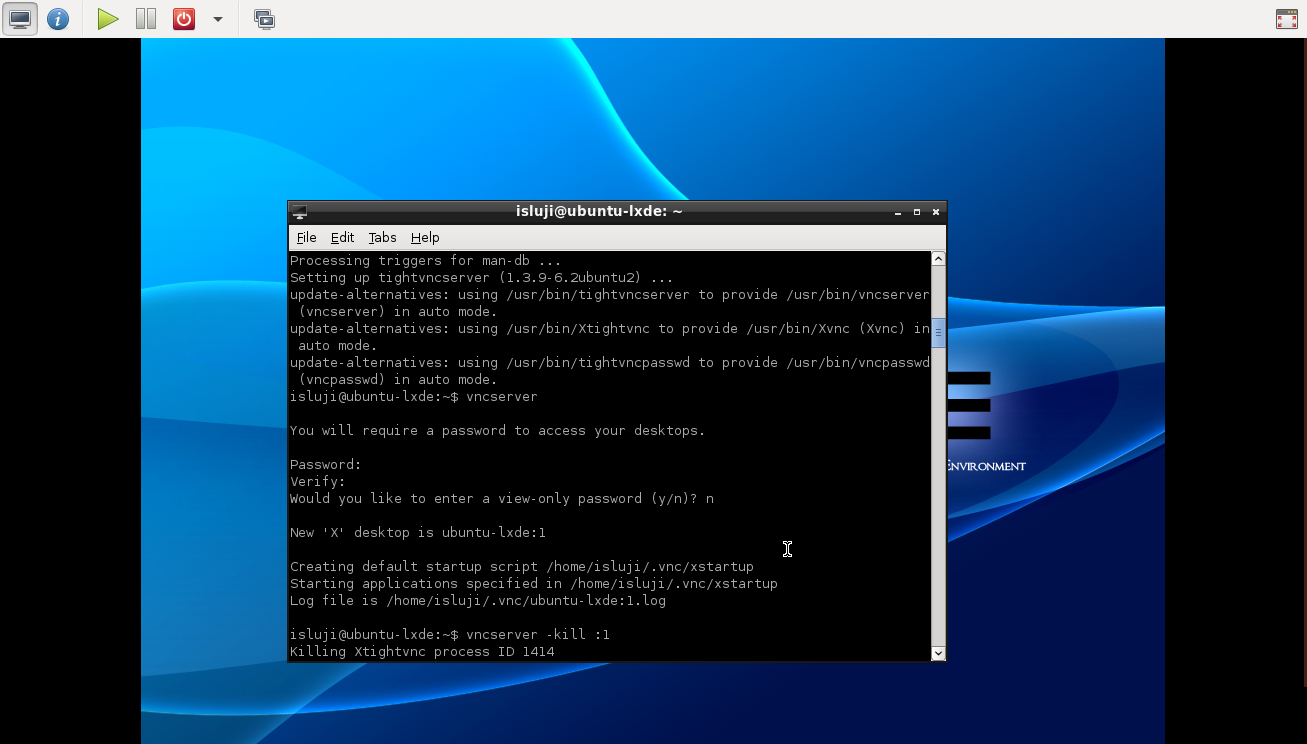 isluji@ubuntu-lxde: ~
File Edit Tabs Help
Processing triggers for man-db ...
Setting up tightvncserver (1.3.9-6.2ubuntu2) ...
update-alternatives: using /usr/bin/tightvncserver to provide /usr/bin/vncserver
(vncserver) in auto mode.
update-alternatives: using /usr/bin/Xtightvnc to provide /usr/bin/Xvnc (Xvnc) in
auto mode.
update-alternatives: using /usr/bin/tightvncpasswd to provide /usr/bin/vncpasswd
(vncpasswd) in auto mode.
isluji@ubuntu-lxde:~$ vncserver
You will require a password to access your desktops.
Password:
Verify:
Would you like to enter a view-only password (y/n)? n
New 'X' desktop is ubuntu-lxde:1
Creating default startup script /home/isluji/.vnc/xstartup
Starting applications specified in /home/isluji/.vnc/xstartup
Log file is /home/isluji/.vnc/ubuntu-lxde:1.log
isluji@ubuntu-lxde:~$ vncserver -kill :1
Killing Xtightvnc process ID 1414
E
ENVIRONMENT